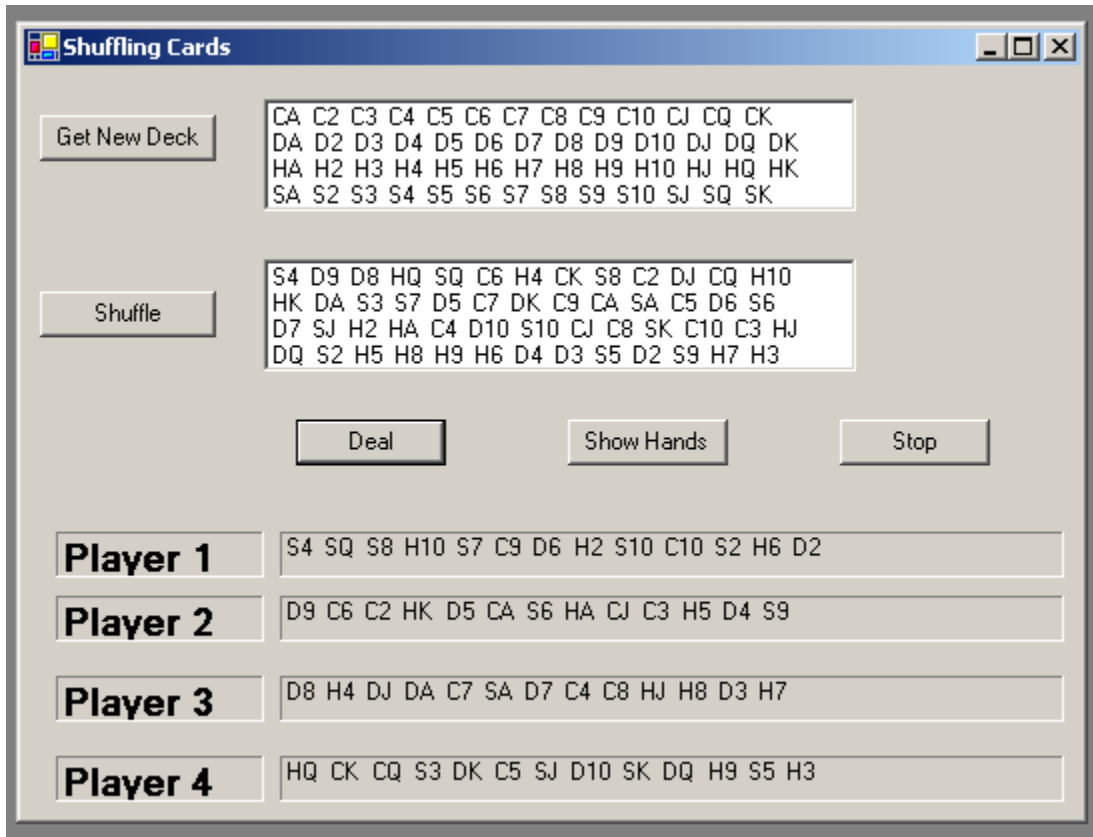 Shuffling Cards
Get New Deck
CA C2 C3 C4 C5 C6 C7 C8 C9 C10 CJ CQ CK
DA D2 D3 D4 D5 D6 D7 D8 D9 D10 DJ DQ DK
HA H2 H3 H4 H5 H6 H7 H8 H9 H10 HJ HQ HK
SA S2 S3 S4 S5 S6 S7 S8 S9 S10 SJ SQ SK
Shuffle
S4 D9 D8 HQ SQ C6 H4 CK S8 C2 DJ CQ H10
HK DA S3 S7 D5 C7 DK C9 CA SA C5 D6 S6
D7 SJ H2 HA C4 D10 S10 CJ C8 SK C10 C3 HJ
DQ S2 H5 H8 H9 H6 D4 D3 S5 D2 S9 H7 H3
Deal Show Hands Stop
Player 1 S4 SQ S8 H10 S7 C9 D6 H2 S10 C10 S2 H6 D2
Player 2 D9 C6 C2 HK D5 CA S6 HA CJ C3 H5 D4 S9
Player 3 D8 H4 DJ DA C7 SA D7 C4 C8 HJ H8 D3 H7
Player 4 HQ CK CQ S3 DK C5 SJ D10 SK DQ H9 S5 H3